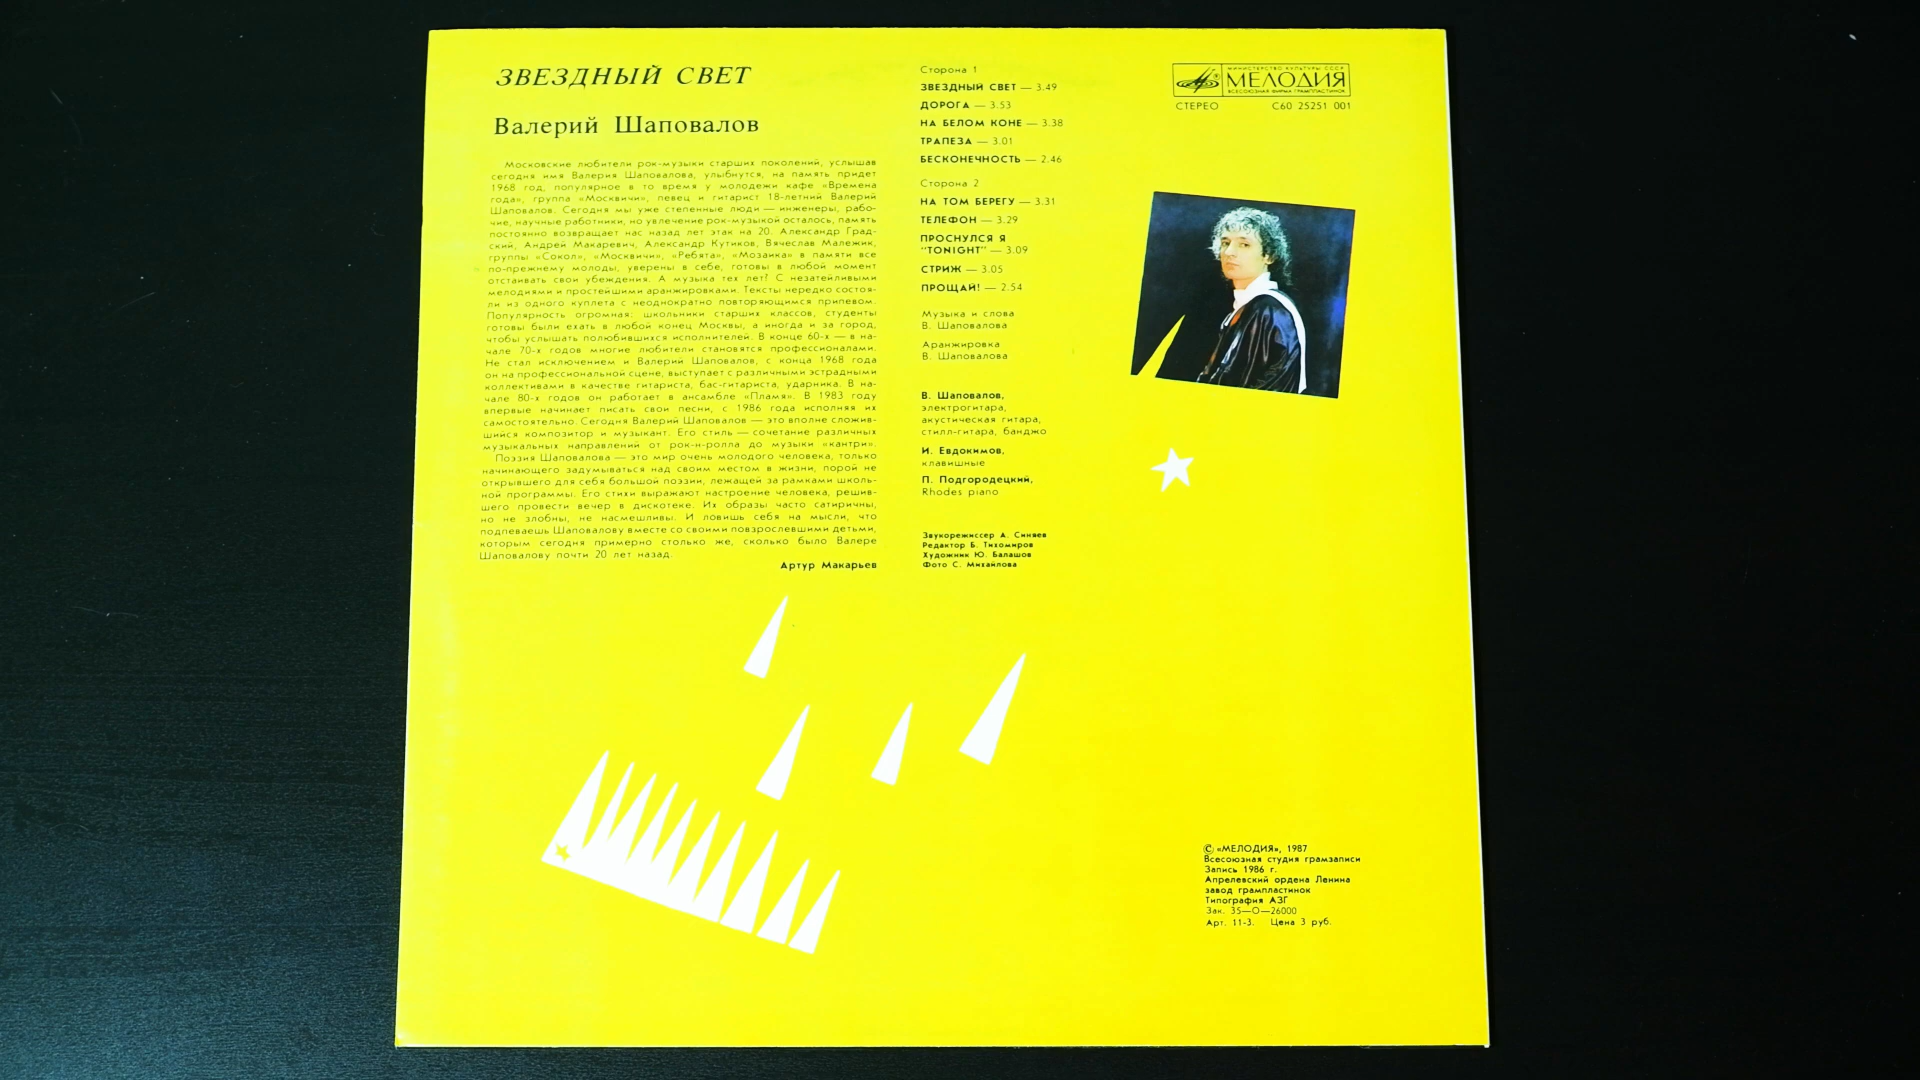 ЗВЕЗДНЫЙ СВЕТ
Валерий Шаповалов
Московские любители рок-музыки старших поколений, услышав
сегодня имя Валерия Шаповалова, улыбнутся, на память придет
1968 год, популярное в то время у молодежи кафе «Времена
года», группа «Москвичи», певец и гитарист 18-летний Валерий
Шаповалов. Сегодня мы уже степенные люди — инженеры, рабо-
чие, научные работники, но увлечение рок-музыкой осталось, память
постоянно возвращает нас назад лет этак на 20. Александр Град-
ский, Андрей Макаревич, Александр Кутиков, Вячеслав Малежик,
группы «Сокол», «Москвичи», «Ребята», «Мозаика» в памяти все
по-прежнему молоды, уверены в себе, готовы в любой момент
отстаивать свои убеждения. А музыка тех лет? С незатейливыми
мелодиями и простейшими аранжировками. Тексты нередко состоя-
ли из одного куплета с неоднократно повторяющимся припевом.
Популярность огромная: школьники старших классов, студенты
готовы были ехать в любой конец Москвы, а иногда и за город,
чтобы услышать полюбившихся исполнителей. В конце 60-х — в на-
чале 70-х годов многие любители становятся профессионалами.
Не стал исключением и Валерий Шаповалов, с конца 1968 года
он на профессиональной сцене, выступает с различными эстрадными
коллективами в качестве гитариста, бас-гитариста, ударника. В на-
чале 80-х годов он работает в ансамбле «Пламя». В 1983 году
впервые начинает писать свои песни, с 1986 года исполняя их
самостоятельно. Сегодня Валерий Шаповалов — это вполне сложив-
шийся композитор и музыкант. Его стиль — сочетание различных
музыкальных направлений от рок-н-ролла до музыки «кантри».
Поэзия Шаповалова — это мир очень молодого человека, только
начинающего задумываться над своим местом в жизни, порой не
открывшего для себя большой поэзии, лежащей за рамками школь-
ной программы. Его стихи выражают настроение человека, решив-
шего провести вечер в дискотеке. Их образы часто сатиричны,
но не злобны, не насмешливы. И ловишь себя на мысли, что
подпеваешь Шаповалову вместе со своими повзрослевшими детьми,
которым сегодня примерно столько же, сколько было Валере
Шаповалову почти 20 лет назад.
Артур Макарьев
Сторона 1
ЗВЕЗДНЫЙ СВЕТ — 3.49
ДОРОГА — 3.53
НА БЕЛОМ КОНЕ — 3.38
ТРАПЕЗА — 3.01
БЕСКОНЕЧНОСТЬ — 2.46
Сторона 2
НА ТОМ БЕРЕГУ — 3.31
ТЕЛЕФОН — 3.29
ПРОСНУЛСЯ Я
"TONIGHT" — 3.09
СТРИЖ — 3.05
ПРОЩАЙ! — 2.54
Музыка и слова
В. Шаповалова
Аранжировка
В. Шаповалова
В. Шаповалов,
электрогитара,
акустическая гитара,
стилл-гитара, банджо
И. Евдокимов,
клавишные
П. Подгородецкий,
Rhodes piano
Звукорежиссер А. Синяев
Редактор Б. Тихомиров
Художник Ю. Балашов
Фото С. Михайлова
МИНИСТЕРСТВО КУЛЬТУРЫ СССР
МЕЛОДИЯ
ВСЕСОЮЗНАЯ ФИРМА ГРАМПЛАСТИНОК
СТЕРЕО С60 25251 001
© «МЕЛОДИЯ», 1987
Всесоюзная студия грамзаписи
Запись 1986 г.
Апрелевский ордена Ленина
завод грампластинок
Типография АЗГ
Зак. 35—О—26000
Арт. 11-3. Цена 3 руб.